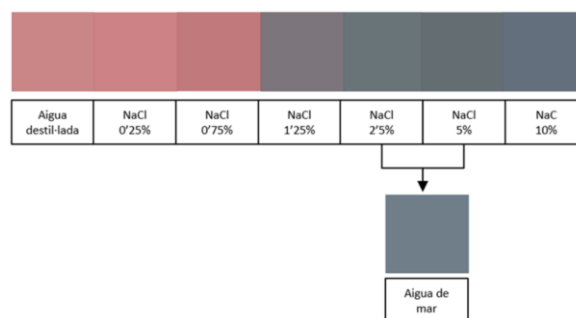 Aigua
destil·lada
NaCl
0'25%
NaCl
0'75%
NaCl
1'25%
NaCl
2'5%
NaCl
5%
NaC
10%
Aigua de
mar